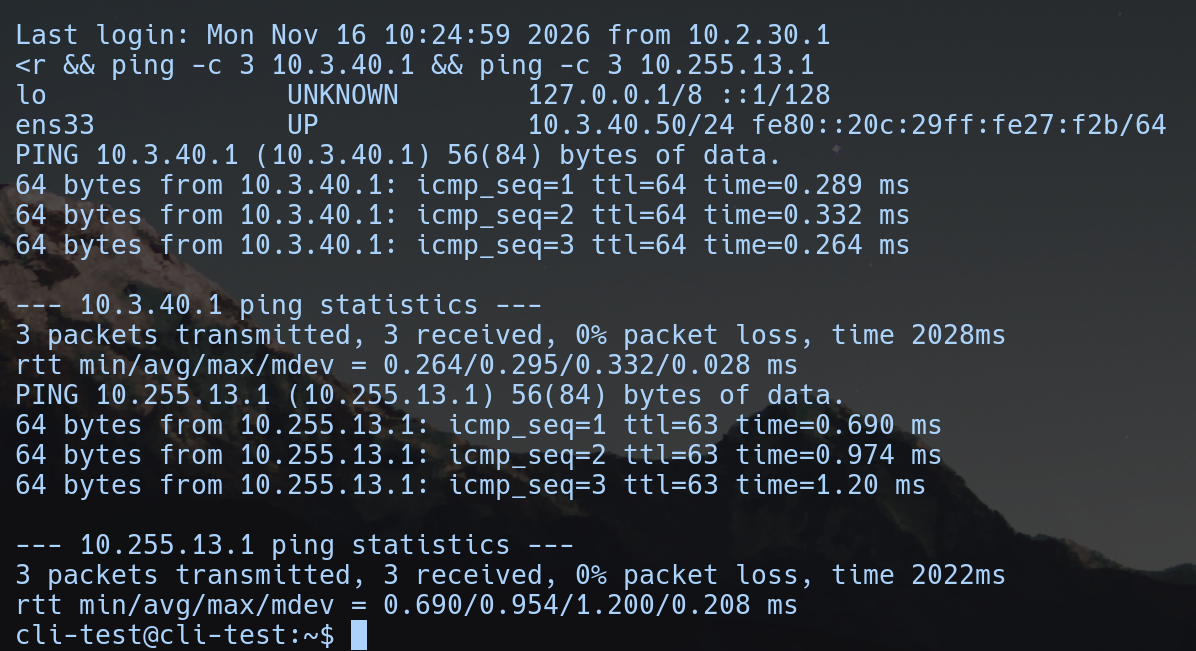 Last login: Mon Nov 16 10:24:59 2026 from 10.2.30.1
<r && ping -c 3 10.3.40.1 && ping -c 3 10.255.13.1
lo               UNKNOWN        127.0.0.1/8 ::1/128
ens33            UP             10.3.40.50/24 fe80::20c:29ff:fe27:f2b/64
PING 10.3.40.1 (10.3.40.1) 56(84) bytes of data.
64 bytes from 10.3.40.1: icmp_seq=1 ttl=64 time=0.289 ms
64 bytes from 10.3.40.1: icmp_seq=2 ttl=64 time=0.332 ms
64 bytes from 10.3.40.1: icmp_seq=3 ttl=64 time=0.264 ms

--- 10.3.40.1 ping statistics ---
3 packets transmitted, 3 received, 0% packet loss, time 2028ms
rtt min/avg/max/mdev = 0.264/0.295/0.332/0.028 ms
PING 10.255.13.1 (10.255.13.1) 56(84) bytes of data.
64 bytes from 10.255.13.1: icmp_seq=1 ttl=63 time=0.690 ms
64 bytes from 10.255.13.1: icmp_seq=2 ttl=63 time=0.974 ms
64 bytes from 10.255.13.1: icmp_seq=3 ttl=63 time=1.20 ms

--- 10.255.13.1 ping statistics ---
3 packets transmitted, 3 received, 0% packet loss, time 2022ms
rtt min/avg/max/mdev = 0.690/0.954/1.200/0.208 ms
cli-test@cli-test:~$